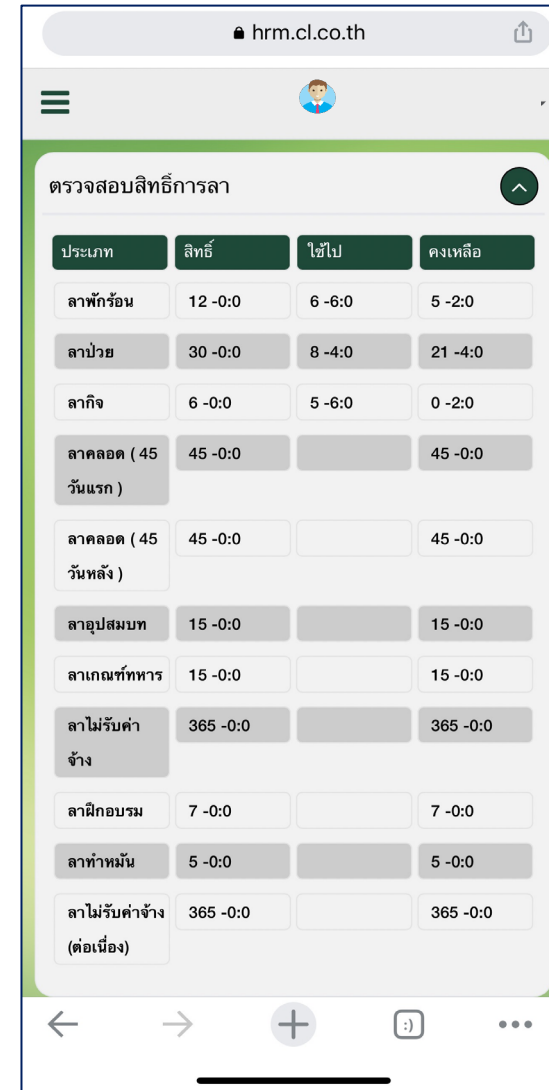 hrm.cl.co.th
ตรวจสอบสิทธิ์การลา
ประเภท สิทธิ์ ใช้ไป คงเหลือ
ลาพักร้อน 12 -0:0 6 -6:0 5 -2:0
ลาป่วย 30 -0:0 8 -4:0 21 -4:0
ลากิจ 6 -0:0 5 -6:0 0 -2:0
ลาคลอด ( 45 45 -0:0 45 -0:0
วันแรก )
ลาคลอด ( 45 45 -0:0 45 -0:0
วันหลัง )
ลาอุปสมบท 15 -0:0 15 -0:0
ลาเกณฑ์ทหาร 15 -0:0 15 -0:0
ลาไม่รับค่า 365 -0:0 365 -0:0
จ้าง
ลาฝึกอบรม 7 -0:0 7 -0:0
ลาทำหมัน 5 -0:0 5 -0:0
ลาไม่รับค่าจ้าง 365 -0:0 365 -0:0
(ต่อเนื่อง)
:)